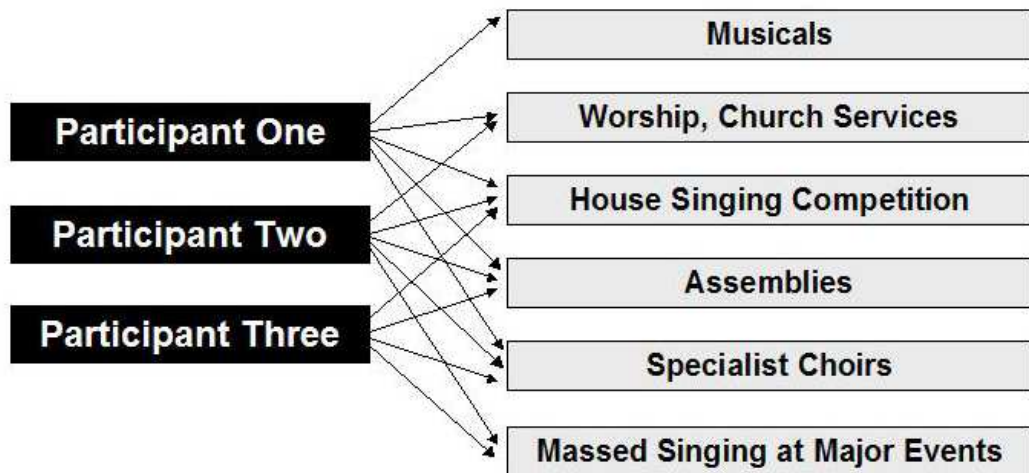 Participant One
Participant Two
Participant Three
Musicals
Worship, Church Services
House Singing Competition
Assemblies
Specialist Choirs
Massed Singing at Major Events